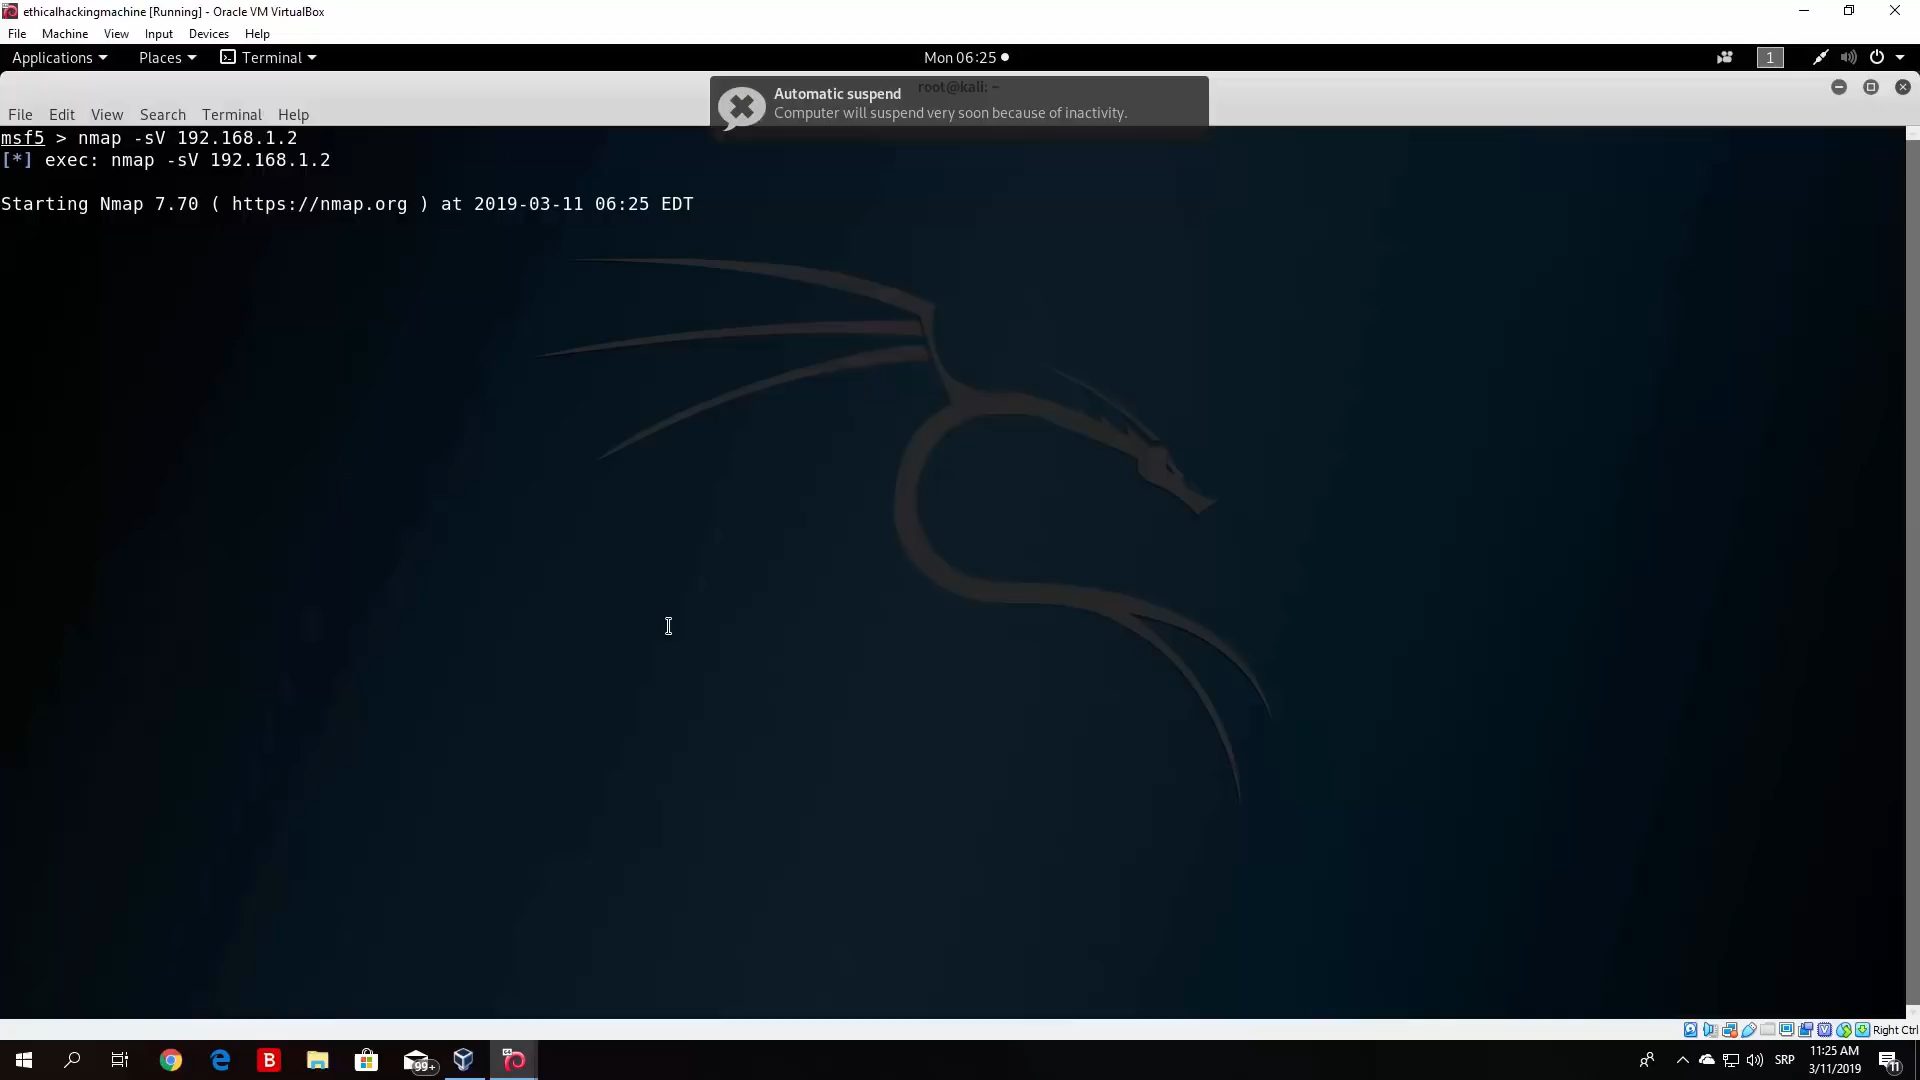 ethicalhackingmachine [Running] - Oracle VM VirtualBox
File Machine View Input Devices Help
Applications Places Terminal Mon 06:25 1
root@kali: ~
Automatic suspend
Computer will suspend very soon because of inactivity.
File Edit View Search Terminal Help
msf5 > nmap -sV 192.168.1.2
[*] exec: nmap -sV 192.168.1.2
Starting Nmap 7.70 ( https://nmap.org ) at 2019-03-11 06:25 EDT
Right Ctrl
B 99+ SRP 11:25 AM
3/11/2019 11